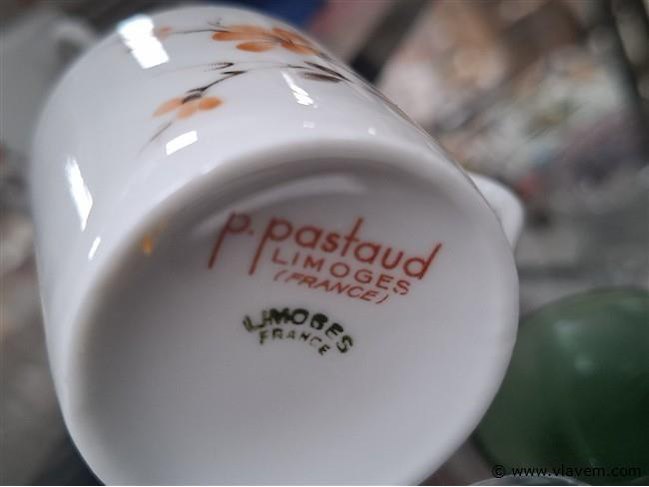 p. pastaud
LIMOGES
(FRANCE)
LIMOGES
FRANCE
© www.vlavem.com